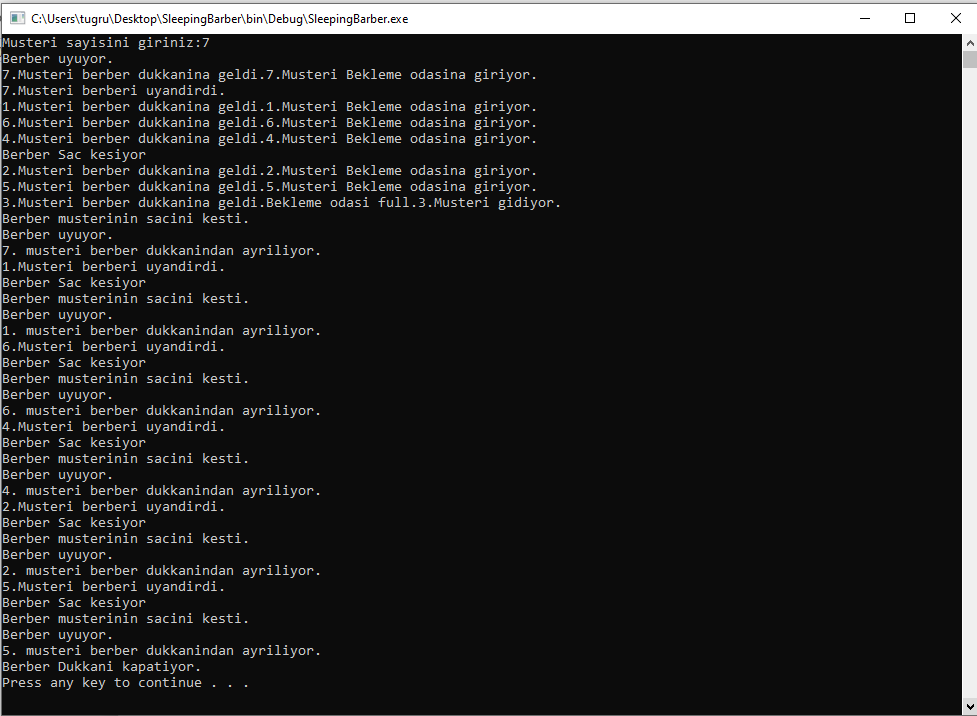 C:\Users\tugru\Desktop\SleepingBarber\bin\Debug\SleepingBarber.exe
Musteri sayisini giriniz:7
Berber uyuyor.
7.Musteri berber dukkanina geldi.7.Musteri Bekleme odasina giriyor.
7.Musteri berberi uyandirdi.
1.Musteri berber dukkanina geldi.1.Musteri Bekleme odasina giriyor.
6.Musteri berber dukkanina geldi.6.Musteri Bekleme odasina giriyor.
4.Musteri berber dukkanina geldi.4.Musteri Bekleme odasina giriyor.
Berber Sac kesiyor
2.Musteri berber dukkanina geldi.2.Musteri Bekleme odasina giriyor.
5.Musteri berber dukkanina geldi.5.Musteri Bekleme odasina giriyor.
3.Musteri berber dukkanina geldi.Bekleme odasi full.3.Musteri gidiyor.
Berber musterinin sacini kesti.
Berber uyuyor.
7. musteri berber dukkanindan ayriliyor.
1.Musteri berberi uyandirdi.
Berber Sac kesiyor
Berber musterinin sacini kesti.
Berber uyuyor.
1. musteri berber dukkanindan ayriliyor.
6.Musteri berberi uyandirdi.
Berber Sac kesiyor
Berber musterinin sacini kesti.
Berber uyuyor.
6. musteri berber dukkanindan ayriliyor.
4.Musteri berberi uyandirdi.
Berber Sac kesiyor
Berber musterinin sacini kesti.
Berber uyuyor.
4. musteri berber dukkanindan ayriliyor.
2.Musteri berberi uyandirdi.
Berber Sac kesiyor
Berber musterinin sacini kesti.
Berber uyuyor.
2. musteri berber dukkanindan ayriliyor.
5.Musteri berberi uyandirdi.
Berber Sac kesiyor
Berber musterinin sacini kesti.
Berber uyuyor.
5. musteri berber dukkanindan ayriliyor.
Berber Dukkani kapatiyor.
Press any key to continue . . .